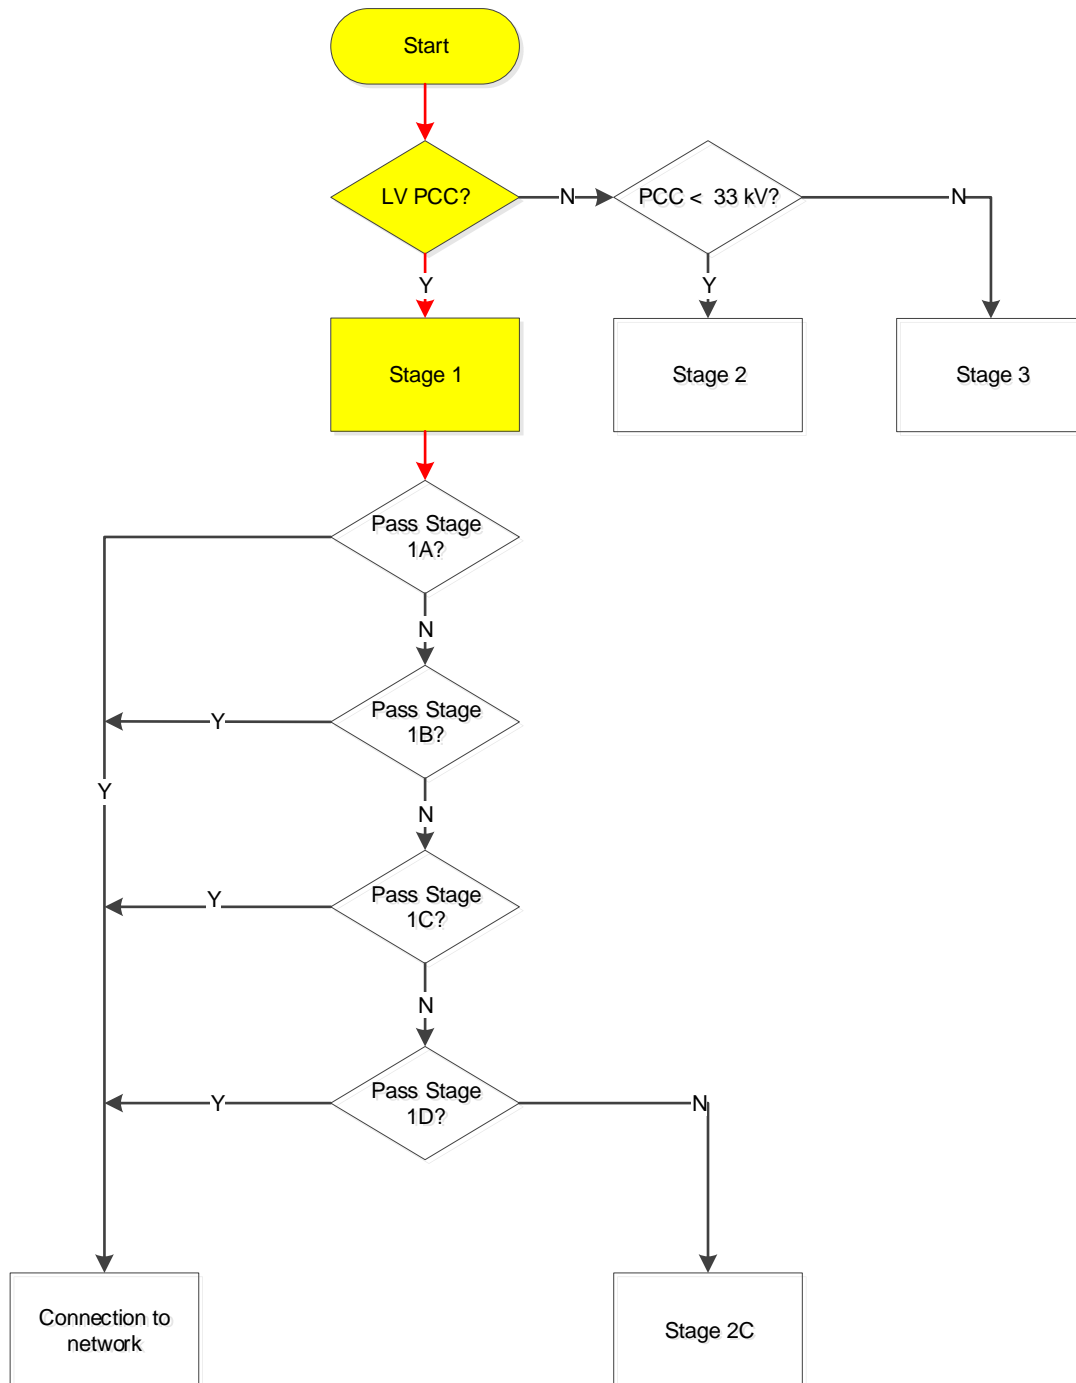 Start
LV PCC?
N
PCC < 33 kV?
N
Y
Y
Stage 1
Stage 2
Stage 3
Pass Stage
1A?
N
Pass Stage
1B?
Y
Y
N
Pass Stage
1C?
Y
N
Pass Stage
1D?
Y
N
Connection to
network
Stage 2C